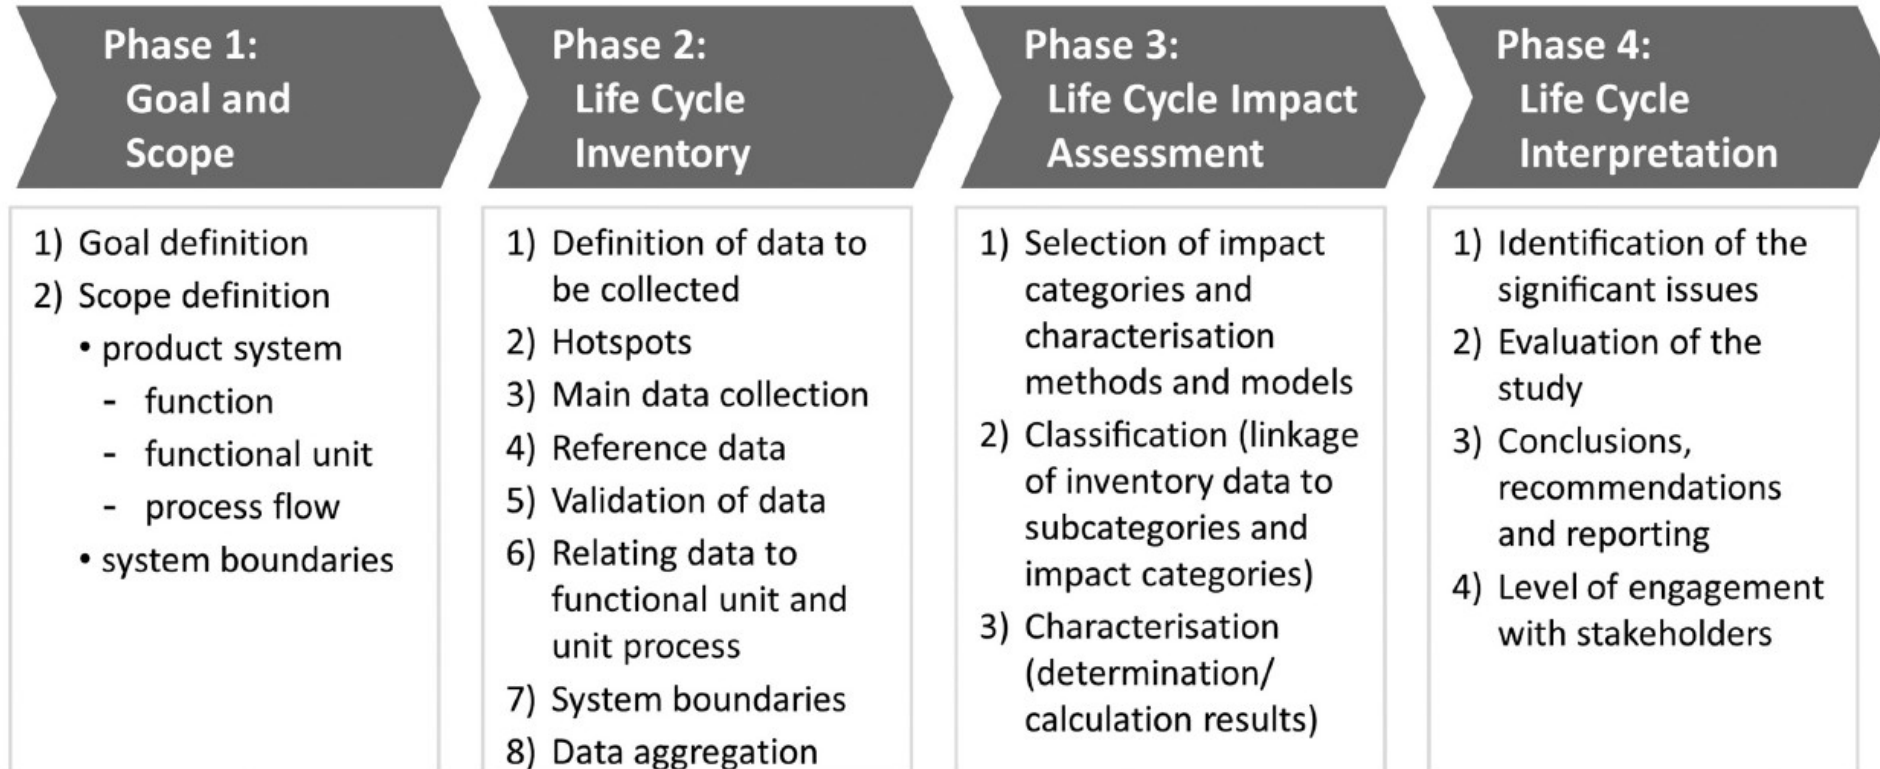 Phase 1:
Goal and
Scope
1) Goal definition
2) Scope definition
• product system
- function
- functional unit
- process flow
• system boundaries
Phase 2:
Life Cycle
Inventory
1) Definition of data to
be collected
2) Hotspots
3) Main data collection
4) Reference data
5) Validation of data
6) Relating data to
functional unit and
unit process
7) System boundaries
8) Data aggregation
Phase 3:
Life Cycle Impact
Assessment
1) Selection of impact
categories and
characterisation
methods and models
2) Classification (linkage
of inventory data to
subcategories and
impact categories)
3) Characterisation
(determination/
calculation results)
Phase 4:
Life Cycle
Interpretation
1) Identification of the
significant issues
2) Evaluation of the
study
3) Conclusions,
recommendations
and reporting
4) Level of engagement
with stakeholders